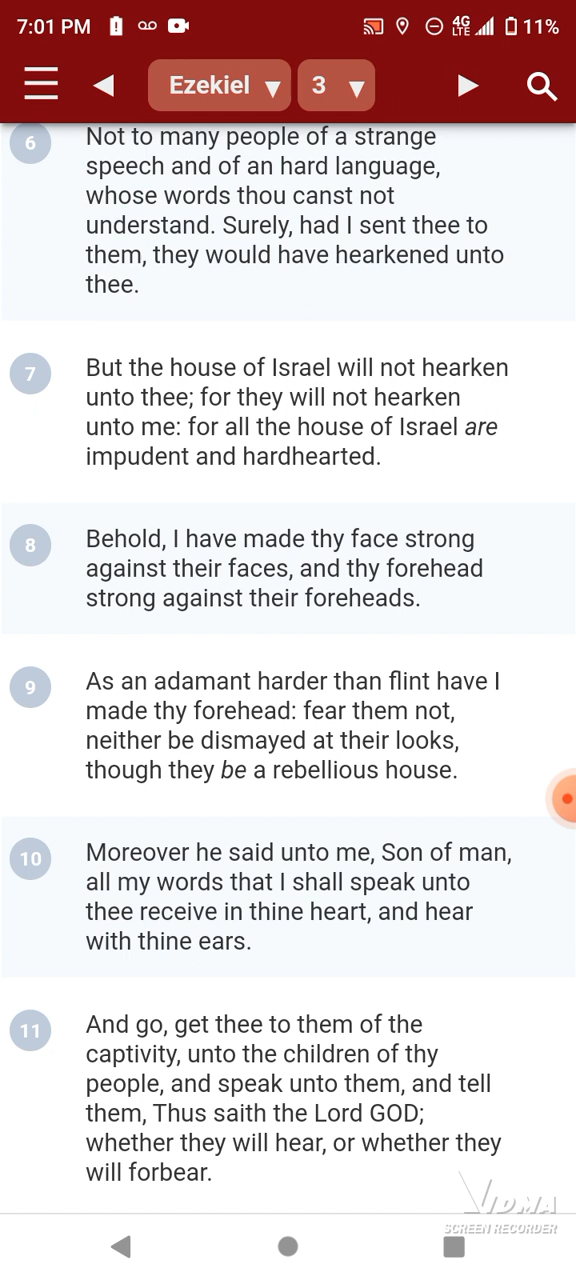 7:01 PM 4G LTE 11%
Ezekiel 3
6 Not to many people of a strange
speech and of an hard language,
whose words thou canst not
understand. Surely, had I sent thee to
them, they would have hearkened unto
thee.
7 But the house of Israel will not hearken
unto thee; for they will not hearken
unto me: for all the house of Israel are
impudent and hardhearted.
8 Behold, I have made thy face strong
against their faces, and thy forehead
strong against their foreheads.
9 As an adamant harder than flint have I
made thy forehead: fear them not,
neither be dismayed at their looks,
though they be a rebellious house.
10 Moreover he said unto me, Son of man,
all my words that I shall speak unto
thee receive in thine heart, and hear
with thine ears.
11 And go, get thee to them of the
captivity, unto the children of thy
people, and speak unto them, and tell
them, Thus saith the Lord GOD;
whether they will hear, or whether they
will forbear.
VIDMA
SCREEN RECORDER